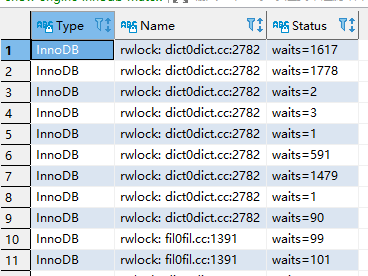 show engine innodb mutex
ABC Type ABC Name ABC Status
1 InnoDB rwlock: dict0dict.cc:2782 waits=1617
2 InnoDB rwlock: dict0dict.cc:2782 waits=1778
3 InnoDB rwlock: dict0dict.cc:2782 waits=2
4 InnoDB rwlock: dict0dict.cc:2782 waits=3
5 InnoDB rwlock: dict0dict.cc:2782 waits=1
6 InnoDB rwlock: dict0dict.cc:2782 waits=591
7 InnoDB rwlock: dict0dict.cc:2782 waits=1479
8 InnoDB rwlock: dict0dict.cc:2782 waits=1
9 InnoDB rwlock: dict0dict.cc:2782 waits=90
10 InnoDB rwlock: fil0fil.cc:1391 waits=99
11 InnoDB rwlock: fil0fil.cc:1391 waits=101